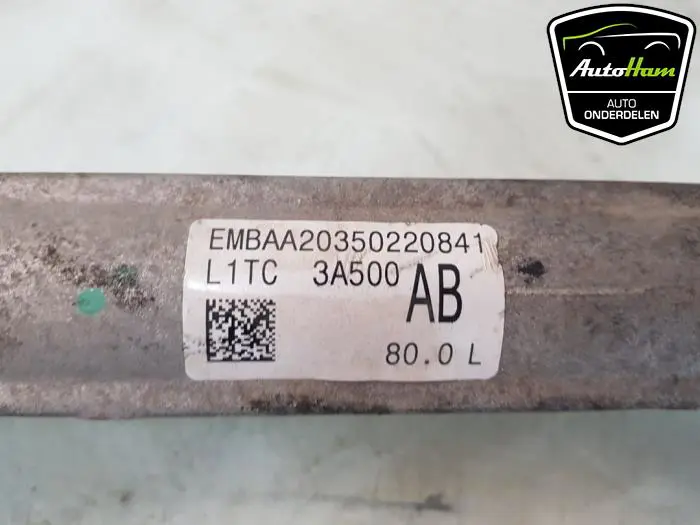 AutoHam
AUTO
ONDERDELEN
EMBAA20350220841
L1TC 3A500 AB
80.0 L